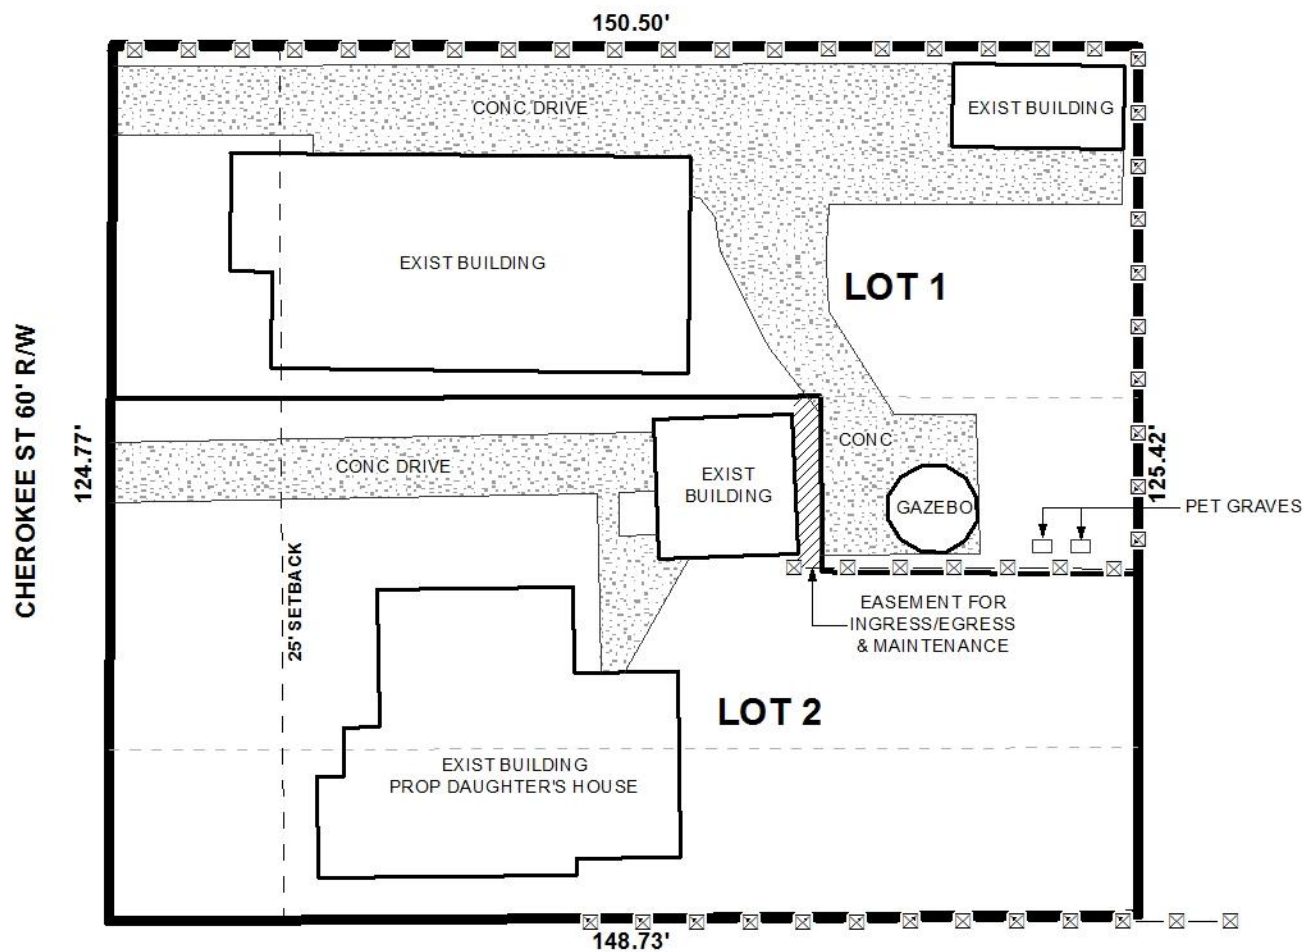 150.50'
CONC DRIVE
EXIST BUILDING
EXIST BUILDING
LOT 1
CHEROKEE ST 60' R/W
124.77'
125.42'
CONC DRIVE
EXIST
BUILDING
CONC
GAZEBO
PET GRAVES
25' SETBACK
EASEMENT FOR
INGRESS/EGRESS
& MAINTENANCE
LOT 2
EXIST BUILDING
PROP DAUGHTER'S HOUSE
148.73'